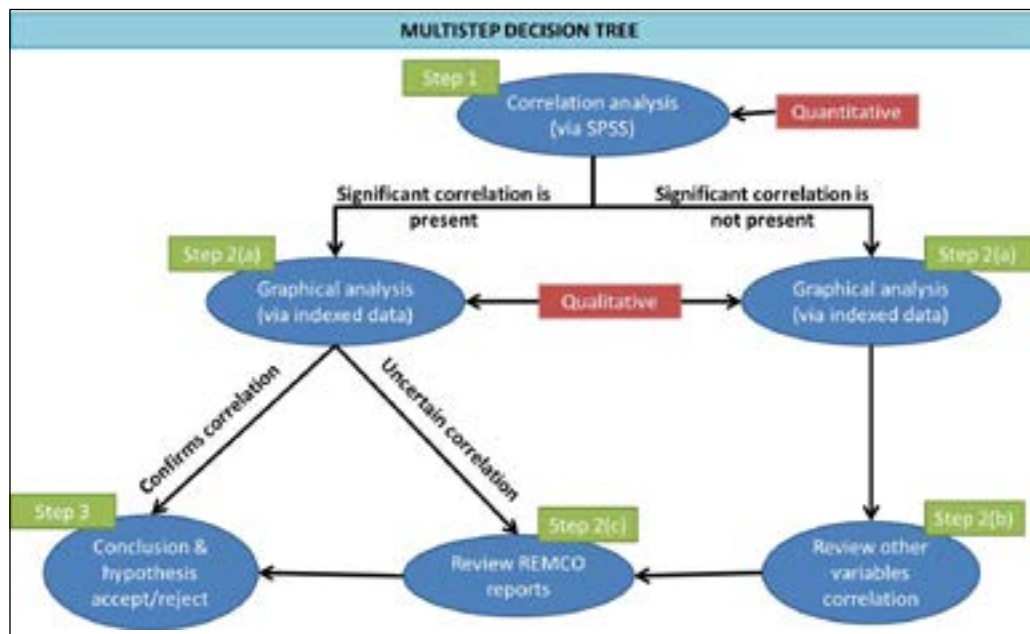 MULTISTEP DECISION TREE
Step 1
Correlation analysis
(via SPSS)
Quantitative
Significant correlation is
present
Significant correlation is
not present
Step 2(a)
Graphical analysis
(via indexed data)
Qualitative
Step 2(a)
Graphical analysis
(via indexed data)
Confirms correlation
Uncertain correlation
Step 3
Conclusion &
hypothesis
accept/reject
Step 2(c)
Review REMCO
reports
Step 2(b)
Review other
variables
correlation